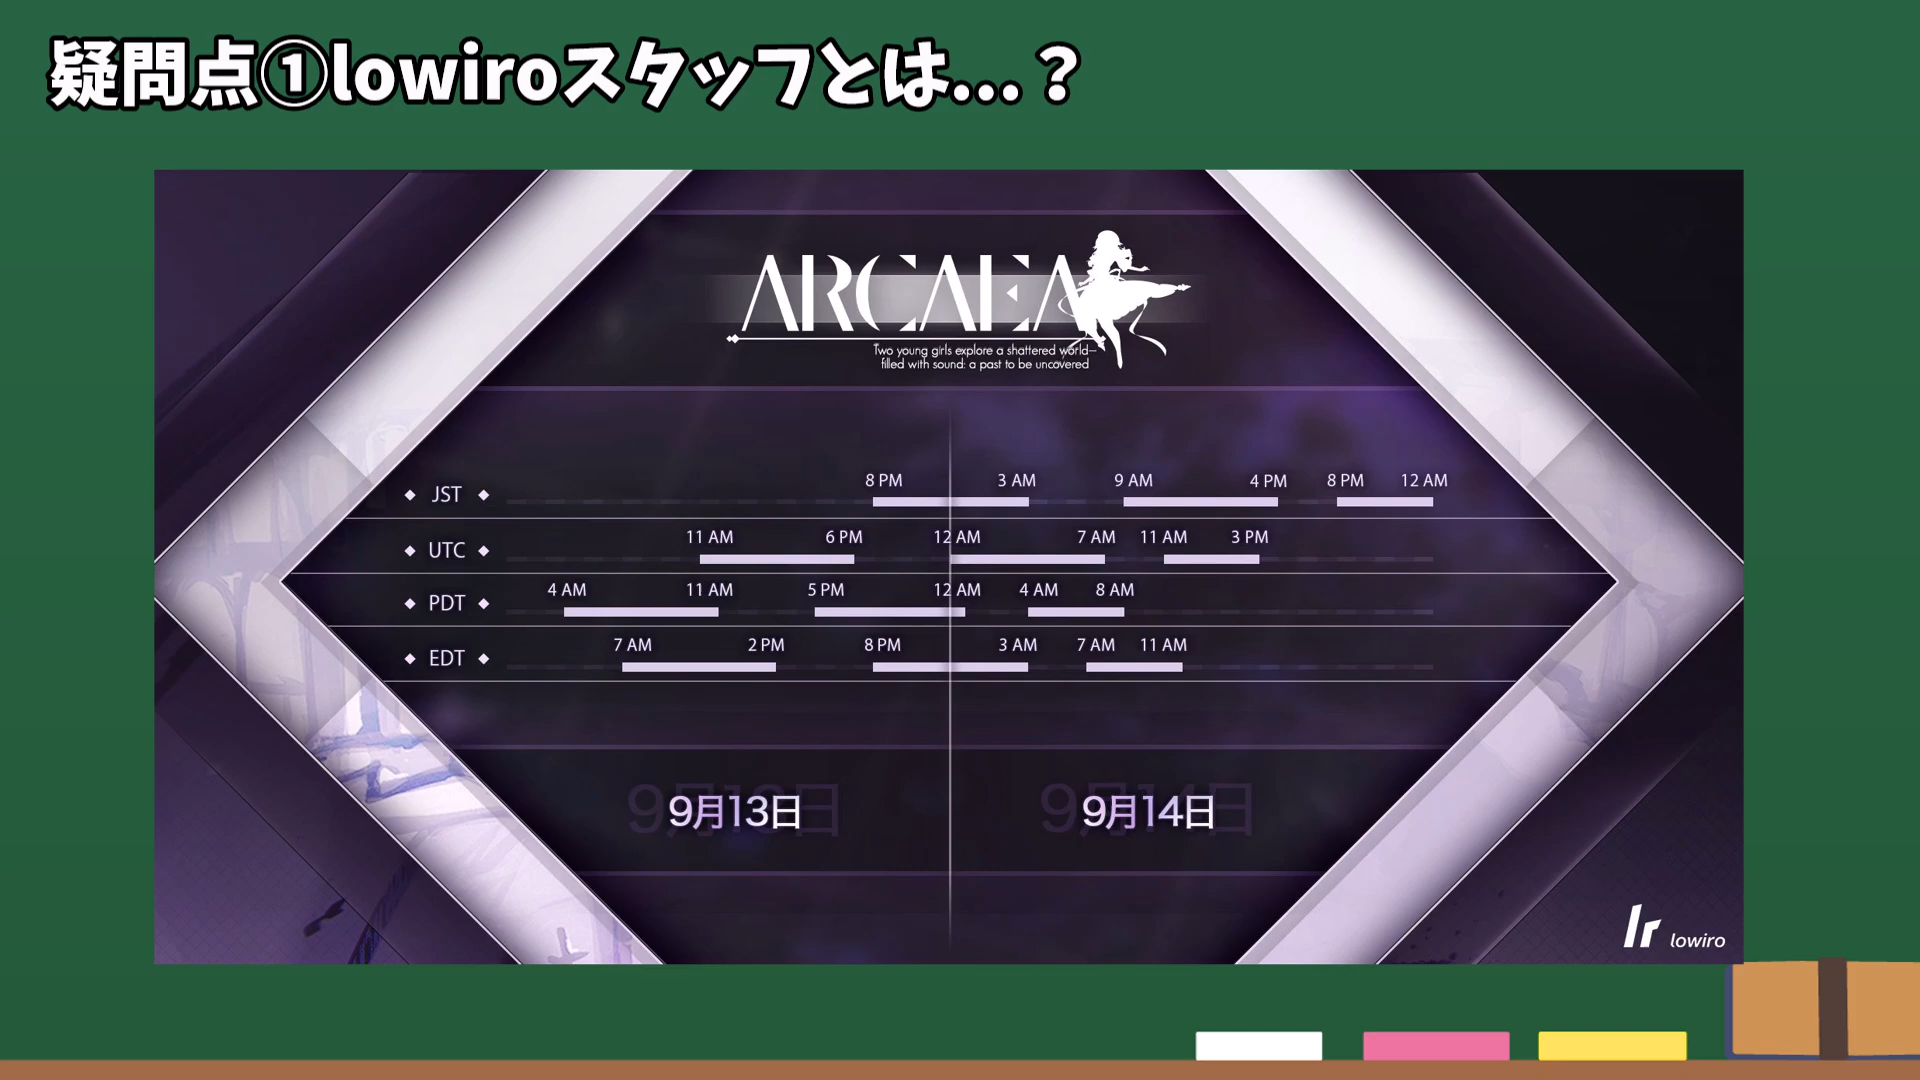 疑問点①lowiroスタッフとは…？
ARCAEA
Two young girls explore a shattered world—
filled with sound: a past to be uncovered
JST 8 PM 3 AM 9 AM 4 PM 8 PM 12 AM
UTC 11 AM 6 PM 12 AM 7 AM 11 AM 3 PM
PDT 4 AM 11 AM 5 PM 12 AM 4 AM 8 AM
EDT 7 AM 2 PM 8 PM 3 AM 7 AM 11 AM
9月13日 9月14日
lowiro